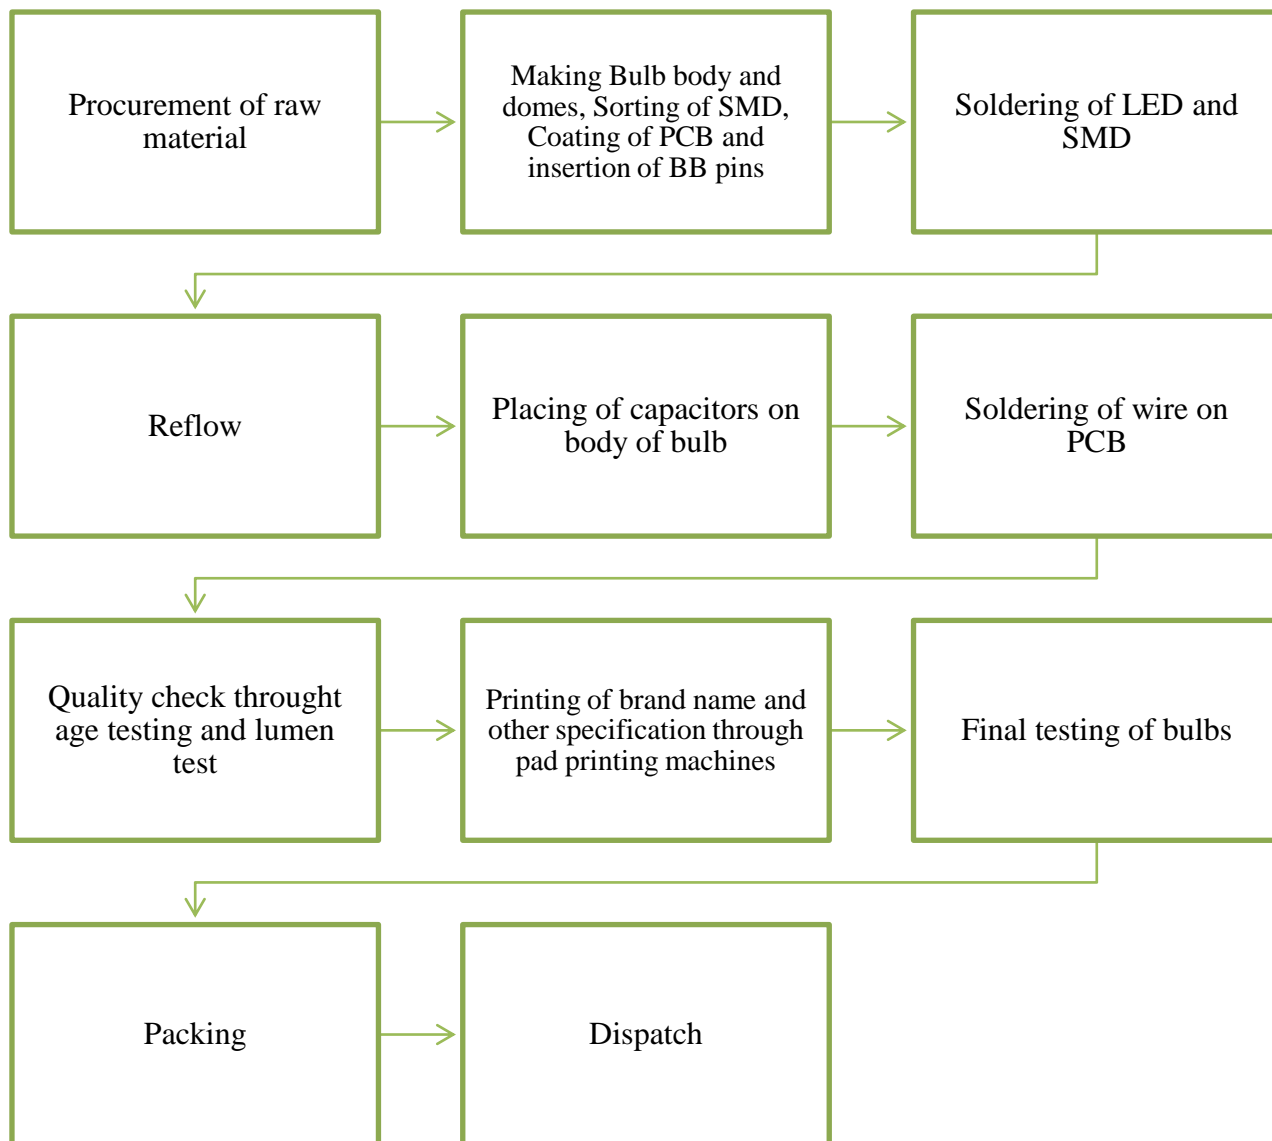 Procurement of raw
material
Making Bulb body and
domes, Sorting of SMD,
Coating of PCB and
insertion of BB pins
Soldering of LED and
SMD
Reflow
Placing of capacitors on
body of bulb
Soldering of wire on
PCB
Quality check throught
age testing and lumen
test
Printing of brand name and
other specification through
pad printing machines
Final testing of bulbs
Packing
Dispatch